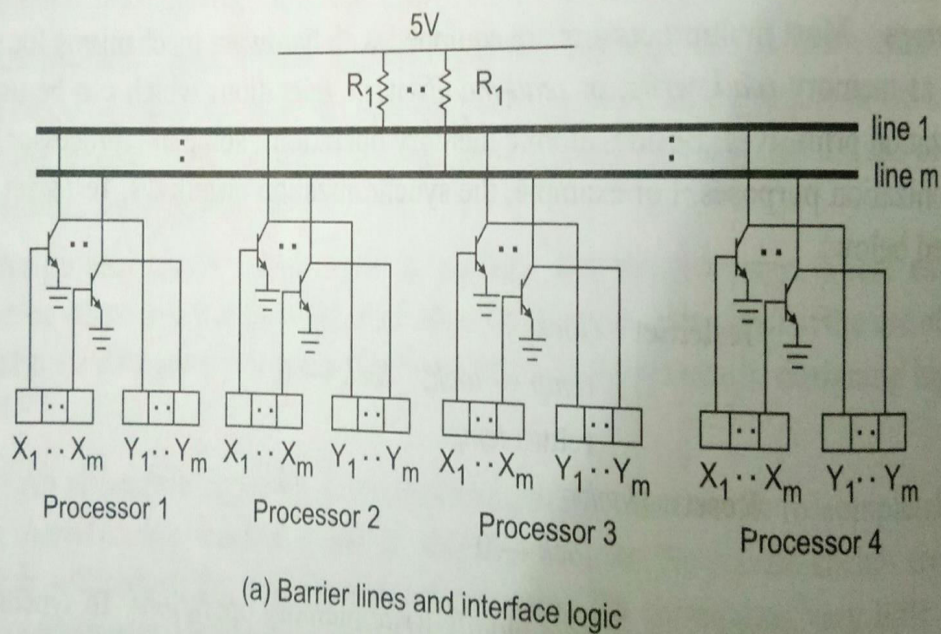 5V
R₁ ·· R₁
line 1
line m
X₁ ·· Xₘ Y₁ ·· Yₘ
Processor 1
X₁ ·· Xₘ Y₁ ·· Yₘ
Processor 2
X₁ ·· Xₘ Y₁ ·· Yₘ
Processor 3
X₁ ·· Xₘ Y₁ ·· Yₘ
Processor 4
(a) Barrier lines and interface logic